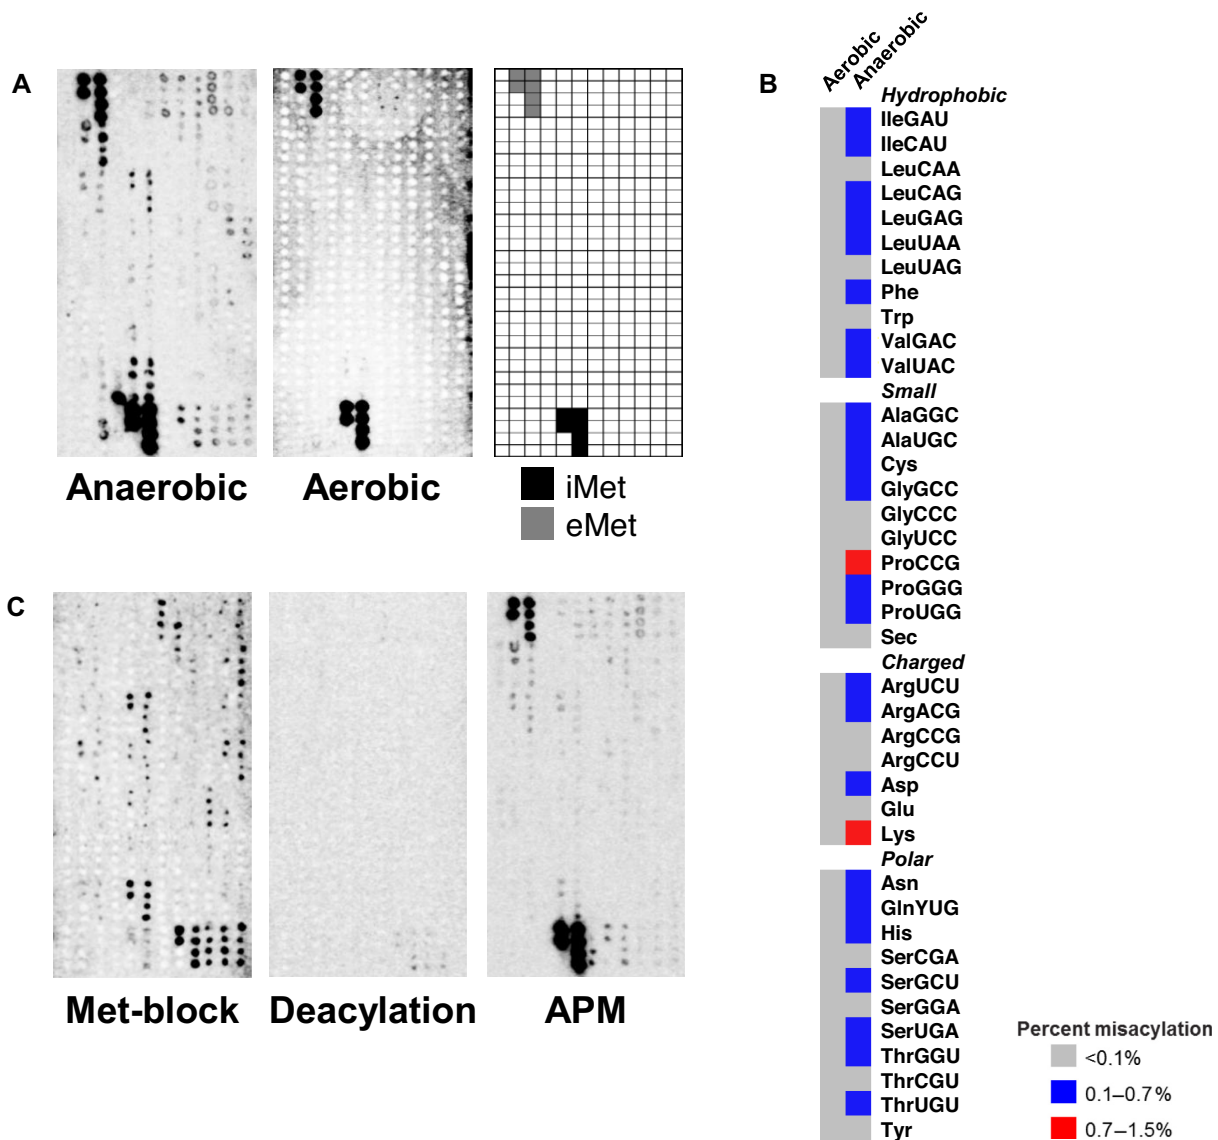 A
Anaerobic
Aerobic
iMet
eMet
B
Aerobic
Anaerobic
Hydrophobic
IleGAU
IleCAU
LeuCAA
LeuCAG
LeuGAG
LeuUAA
LeuUAG
Phe
Trp
ValGAC
ValUAC
Small
AlaGGC
AlaUGC
Cys
GlyGCC
GlyCCC
GlyUCC
ProCCG
ProGGG
ProUGG
Sec
Charged
ArgUCU
ArgACG
ArgCCG
ArgCCU
Asp
Glu
Lys
Polar
Asn
GlnYUG
His
SerCGA
SerGCU
SerGGA
SerUGA
ThrGGU
ThrCGU
ThrUGU
Tyr
Percent misacylation
<0.1%
0.1–0.7%
0.7–1.5%
C
Met-block
Deacylation
APM